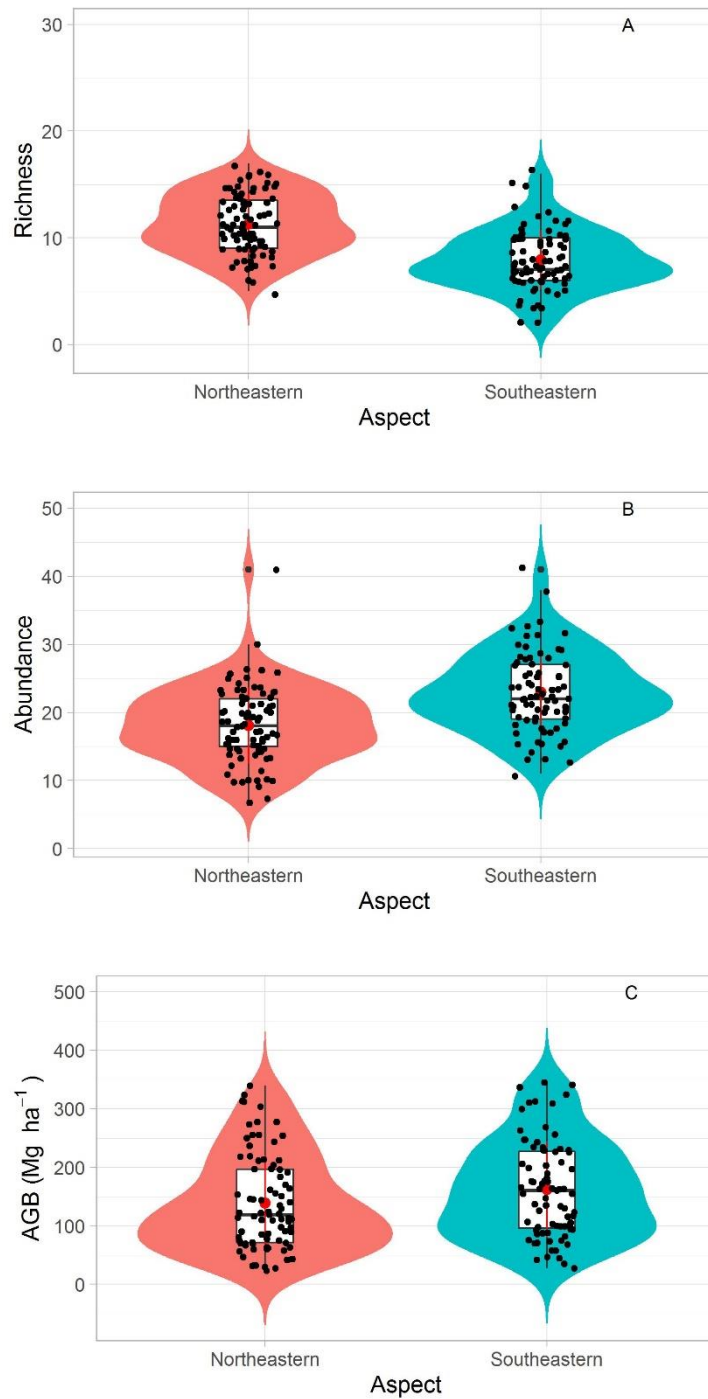 30
A
20
Richness
10
0
Northeastern Southeastern
Aspect
50
B
40
30
Abundance
20
10
0
Northeastern Southeastern
Aspect
500
C
400
300
AGB (Mg ha⁻¹)
200
100
0
Northeastern Southeastern
Aspect